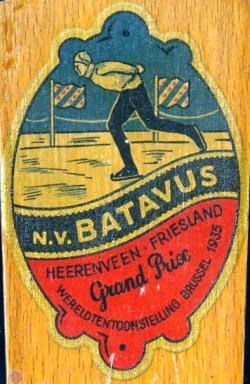 N.V. BATAVUS
HEERENVEEN - FRIESLAND
Grand Prix
WERELDTENTOONSTELLING BRUSSEL 1935